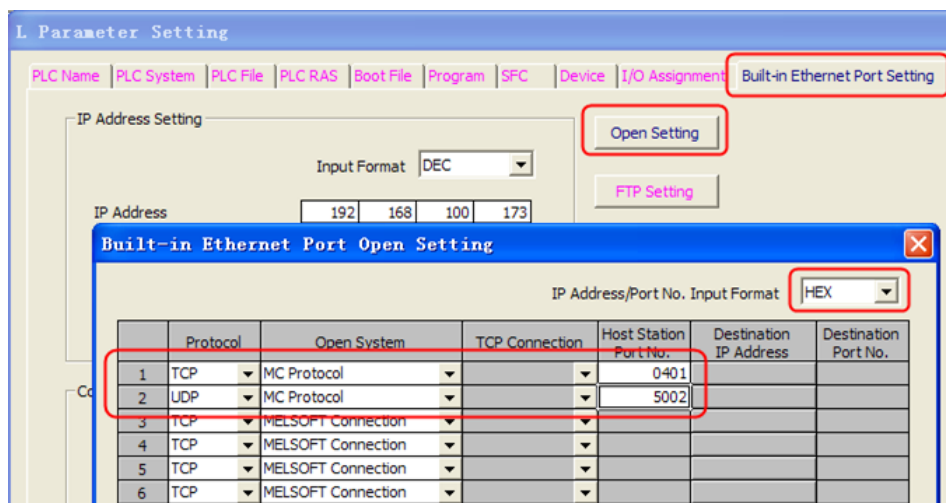 L Parameter Setting
PLC Name PLC System PLC File PLC RAS Boot File Program SFC Device I/O Assignment Built-in Ethernet Port Setting
IP Address Setting
Open Setting
Input Format DEC
FTP Setting
IP Address 192 168 100 173
Built-in Ethernet Port Open Setting
IP Address/Port No. Input Format HEX
Protocol Open System TCP Connection Host Station Port No. Destination IP Address Destination Port No.
1 TCP MC Protocol 0401
2 UDP MC Protocol 5002
3 TCP MELSOFT Connection
4 TCP MELSOFT Connection
5 TCP MELSOFT Connection
6 TCP MELSOFT Connection